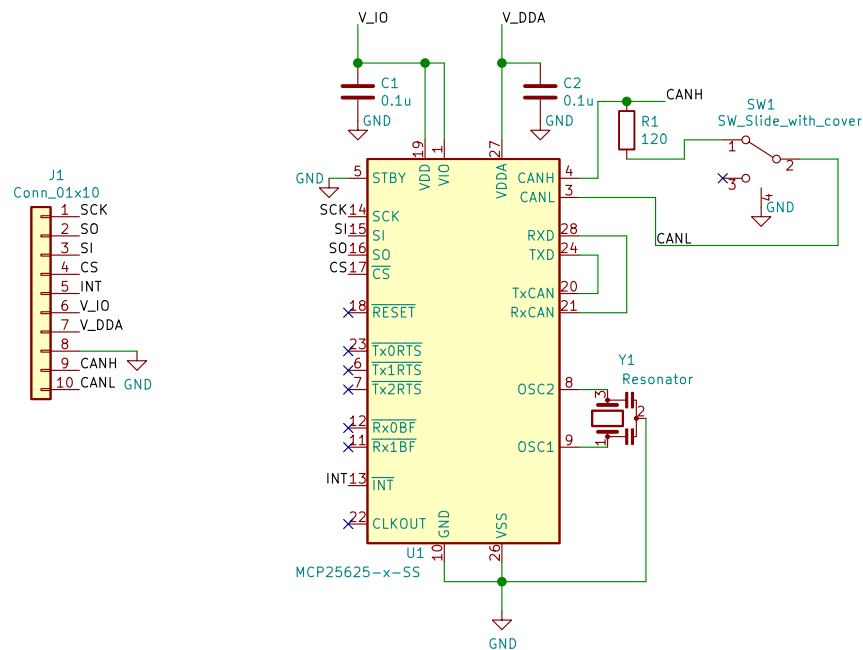 V_IO
V_DDA
C1
0.1u
GND
C2
0.1u
GND
CANH
R1
120
SW1
SW_Slide_with_cover
1
2
3
4
GND
CANL
J1
Conn_01x10
1 SCK
2 SO
3 SI
4 CS
5 INT
6 V_IO
7 V_DDA
8
9 CANH
10 CANL
GND
19
1
27
VDD
VIO
VDDA
GND 5 STBY
SCK 14 SCK
SI 15 SI
SO 16 SO
CS 17 CS
18 RESET
23 Tx0RTS
6 Tx1RTS
7 Tx2RTS
12 Rx0BF
11 Rx1BF
INT 13 INT
22 CLKOUT
CANH 4
CANL 3
RXD 28
TXD 24
TxCAN 20
RxCAN 21
OSC2 8
OSC1 9
GND
VSS
10
26
U1
MCP25625-x-SS
Y1
Resonator
3
2
1
GND